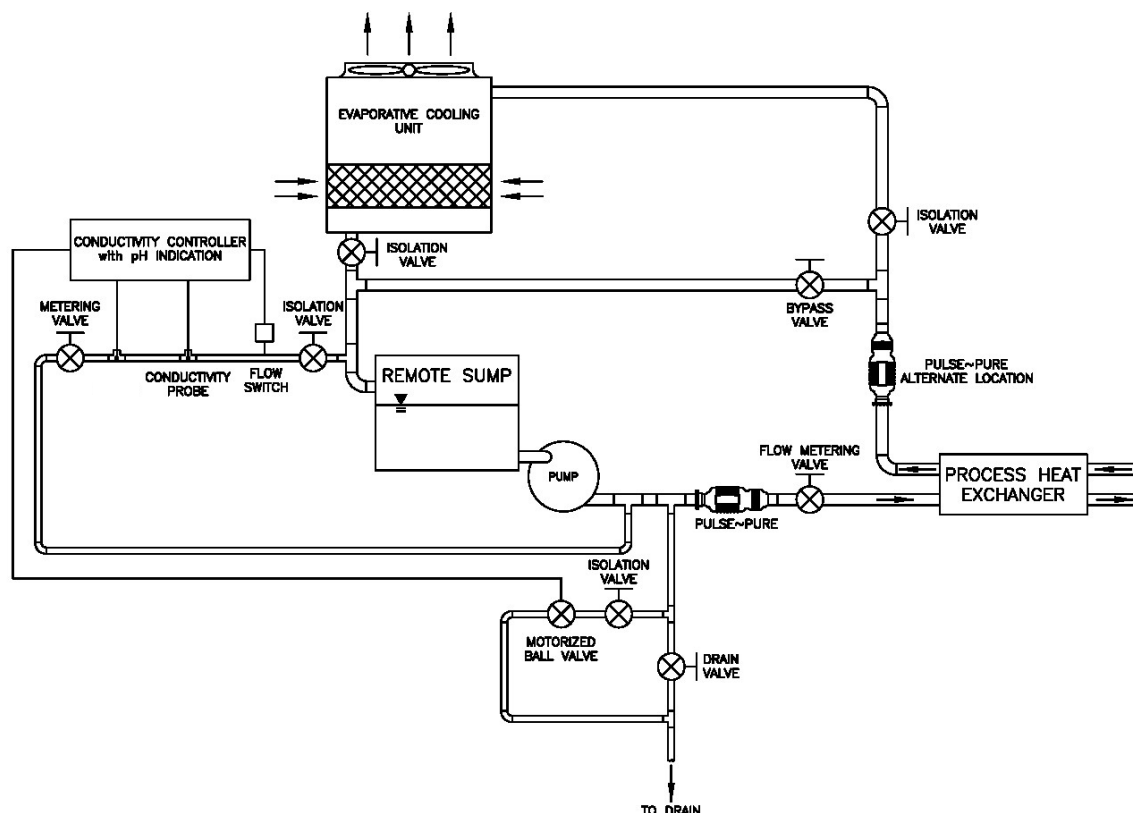 EVAPORATIVE COOLING
UNIT
ISOLATION
VALVE
CONDUCTIVITY CONTROLLER
with pH INDICATION
ISOLATION
VALVE
METERING
VALVE
ISOLATION
VALVE
BYPASS
VALVE
CONDUCTIVITY
PROBE
FLOW
SWITCH
REMOTE SUMP
PULSE~PURE
ALTERNATE LOCATION
PUMP
FLOW METERING
VALVE
PROCESS HEAT
EXCHANGER
PULSE~PURE
ISOLATION
VALVE
MOTORIZED
BALL VALVE
DRAIN
VALVE
TO DRAIN